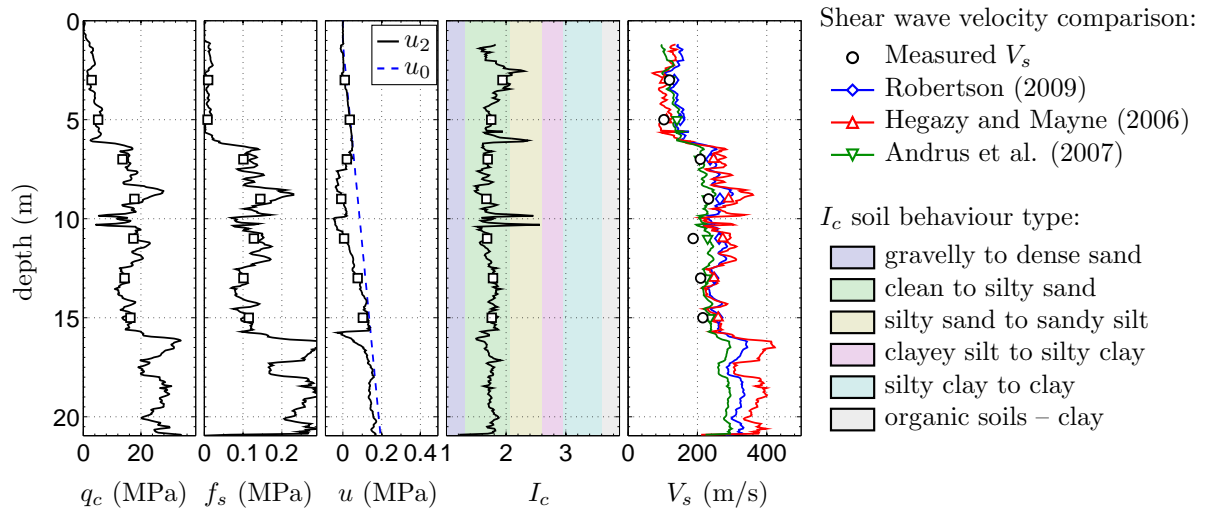 0
5
10
15
20
depth (m)
0 20 40
q_c (MPa)
0 0.1 0.2
f_s (MPa)
u_2
u_0
0 0.2 0.4
u (MPa)
1 2 3
I_c
0 200 400
V_s (m/s)
Shear wave velocity comparison:
Measured V_s
Robertson (2009)
Hegazy and Mayne (2006)
Andrus et al. (2007)
I_c soil behaviour type:
gravelly to dense sand
clean to silty sand
silty sand to sandy silt
clayey silt to silty clay
silty clay to clay
organic soils – clay